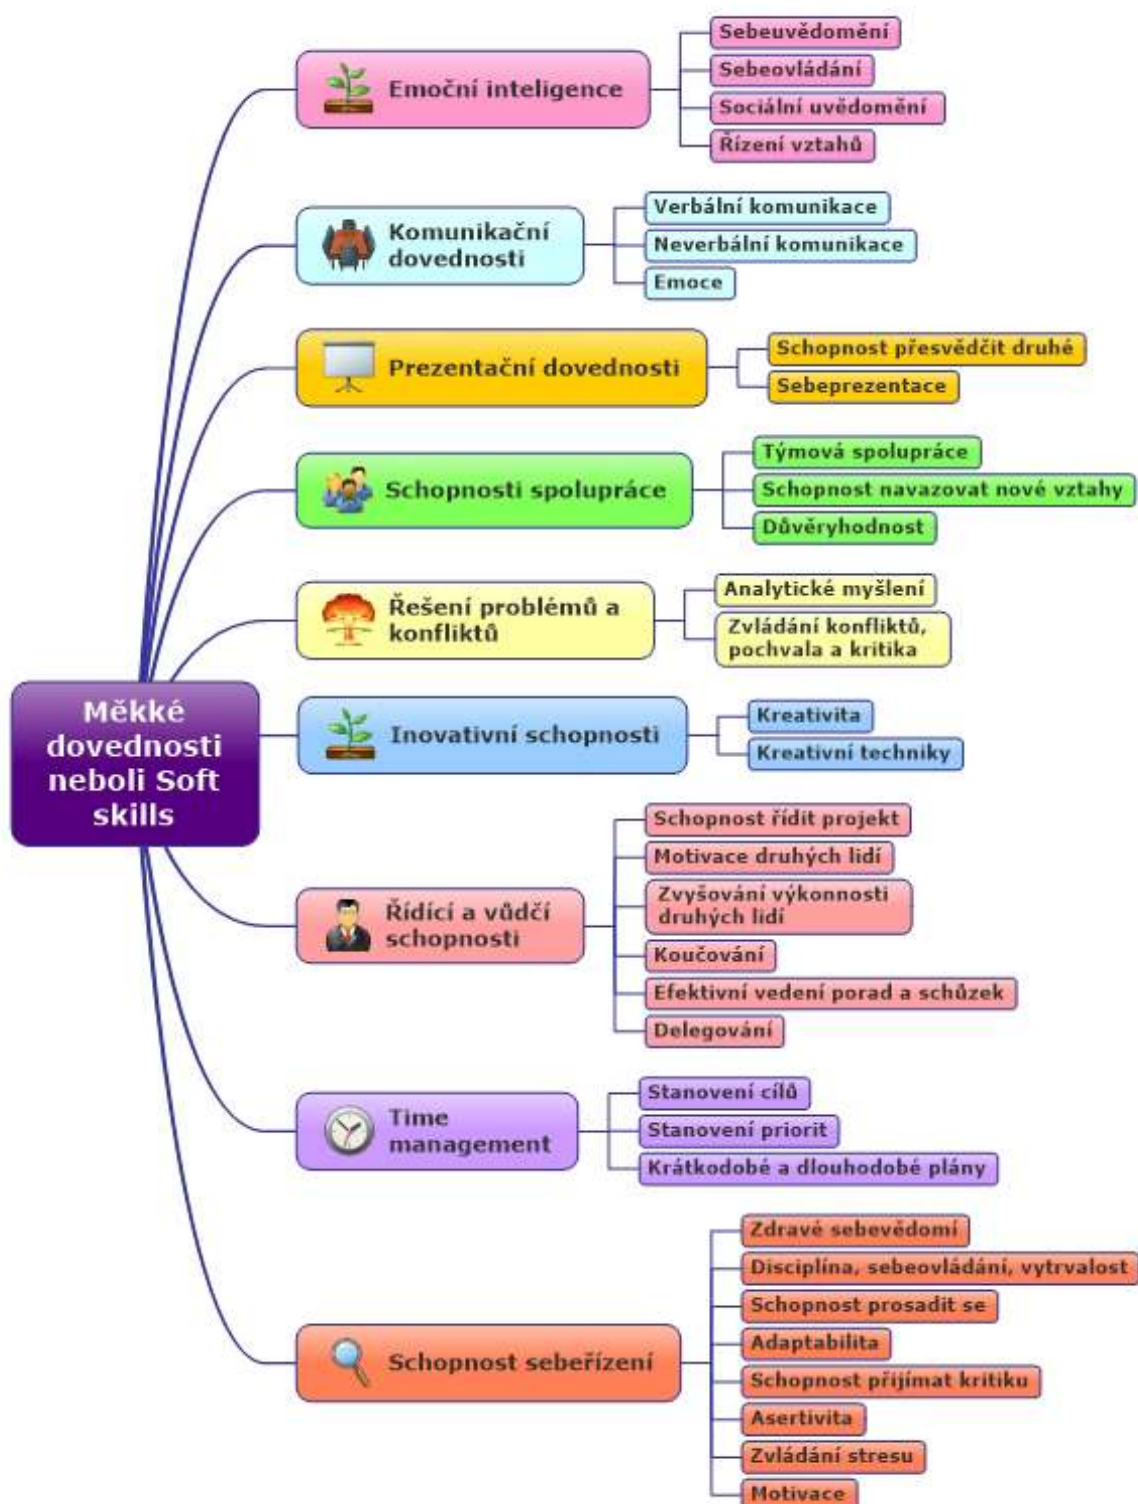 Měkké
dovednosti
neboli Soft
skills
Emoční inteligence
Sebeuvědomění
Sebeovládání
Sociální uvědomění
Řízení vztahů
Komunikační
dovednosti
Verbální komunikace
Neverbální komunikace
Emoce
Prezentační dovednosti
Schopnost přesvědčit druhé
Sebeprezentace
Schopnosti spolupráce
Týmová spolupráce
Schopnost navazovat nové vztahy
Důvěryhodnost
Řešení problémů a
konfliktů
Analytické myšlení
Zvládání konfliktů,
pochvala a kritika
Inovativní schopnosti
Kreativita
Kreativní techniky
Řídící a vůdčí
schopnosti
Schopnost řídit projekt
Motivace druhých lidí
Zvyšování výkonnosti
druhých lidí
Koučování
Efektivní vedení porad a schůzek
Delegování
Time
management
Stanovení cílů
Stanovení priorit
Krátkodobé a dlouhodobé plány
Schopnost sebeřízení
Zdravé sebevědomí
Disciplína, sebeovládání, vytrvalost
Schopnost prosadit se
Adaptabilita
Schopnost přijímat kritiku
Asertivita
Zvládání stresu
Motivace